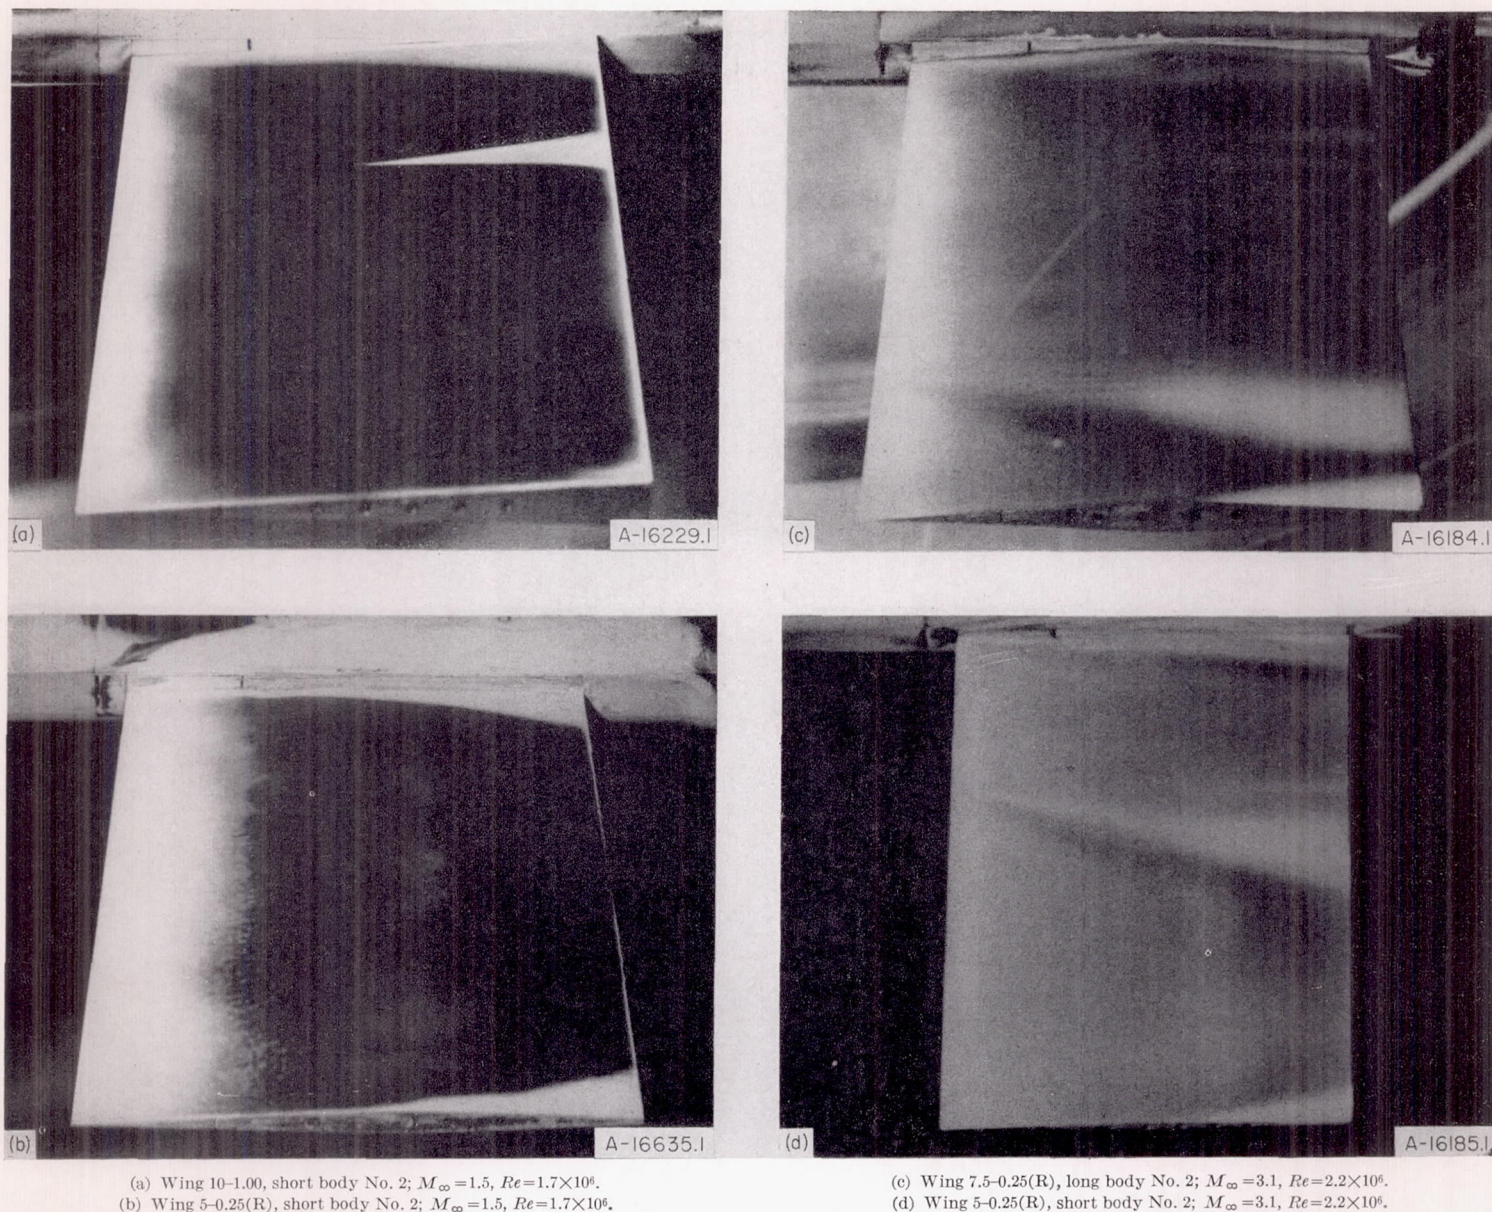 (a)
A-16229.1
(c)
A-16184.1
(b)
A-16635.1
(d)
A-16185.1
(a) Wing 10–1.00, short body No. 2; M∞=1.5, Re=1.7×10⁶.
(b) Wing 5–0.25(R), short body No. 2; M∞=1.5, Re=1.7×10⁶.
(c) Wing 7.5–0.25(R), long body No. 2; M∞=3.1, Re=2.2×10⁶.
(d) Wing 5–0.25(R), short body No. 2; M∞=3.1, Re=2.2×10⁶.